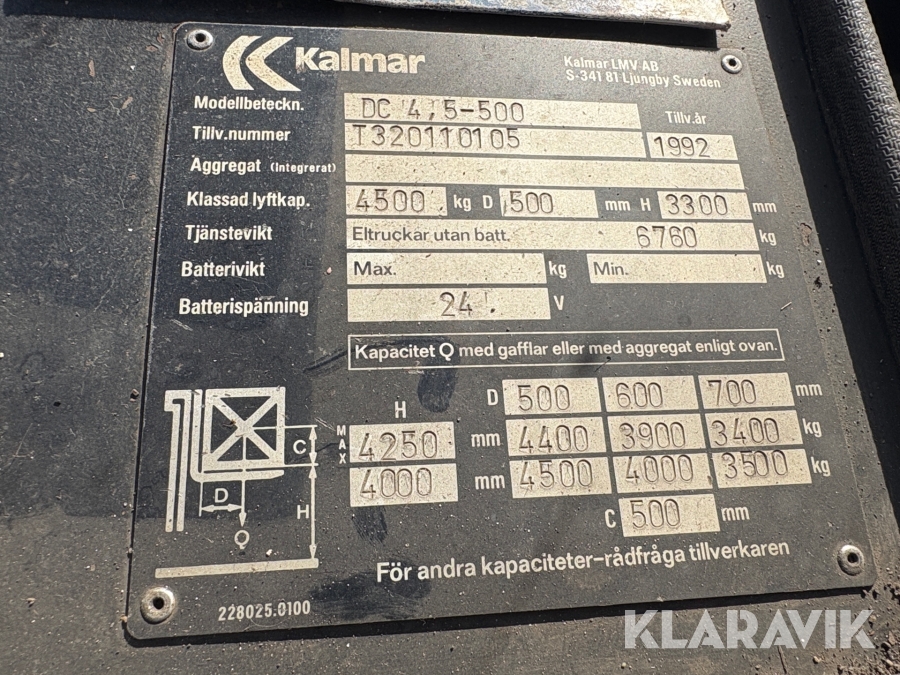 Kalmar
Kalmar LMV AB
S-341 81 Ljungby Sweden
Modellbeteckn. DC 4,5-500 Tillv.år
Tillv.nummer T320110105 1992
Aggregat (Integrerat)
Klassad lyftkap. 4500 kg D 500 mm H 3300 mm
Tjänstevikt Eltruckar utan batt. 6760 kg
Batterivikt Max. kg Min. kg
Batterispänning 24 V
Kapacitet Q med gafflar eller med aggregat enligt ovan.
H D 500 600 700 mm
MAX 4250 mm 4400 3900 3400 kg
4000 mm 4500 4000 3500 kg
C 500 mm
C
D H
Q
För andra kapaciteter-rådfråga tillverkaren
228025.0100
KLARAVIK